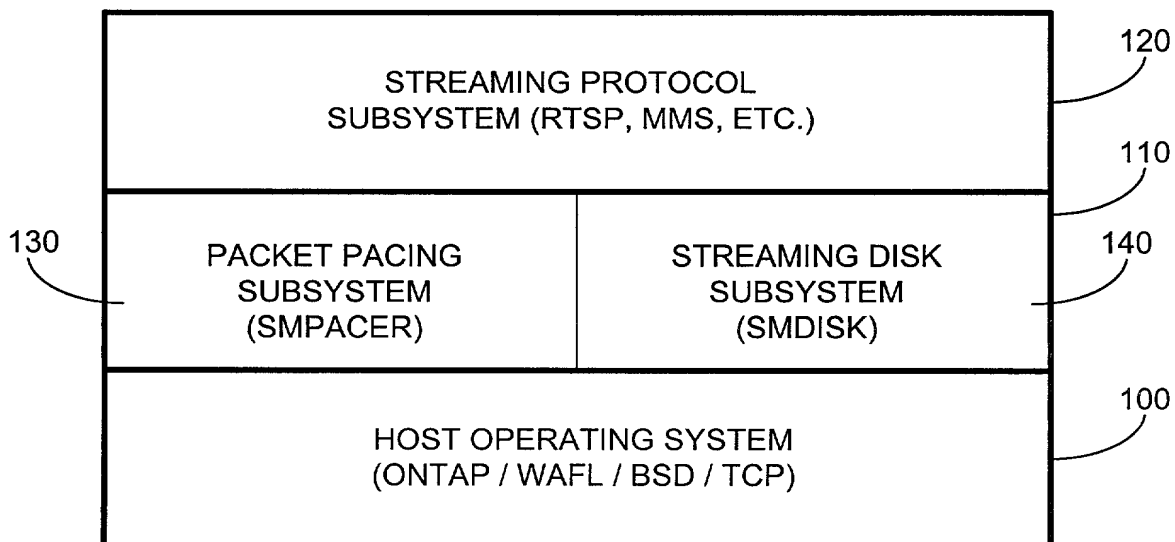 120
STREAMING PROTOCOL
SUBSYSTEM (RTSP, MMS, ETC.)
110
130
PACKET PACING
SUBSYSTEM
(SMPACER)
STREAMING DISK
SUBSYSTEM
(SMDISK)
140
100
HOST OPERATING SYSTEM
(ONTAP / WAFL / BSD / TCP)